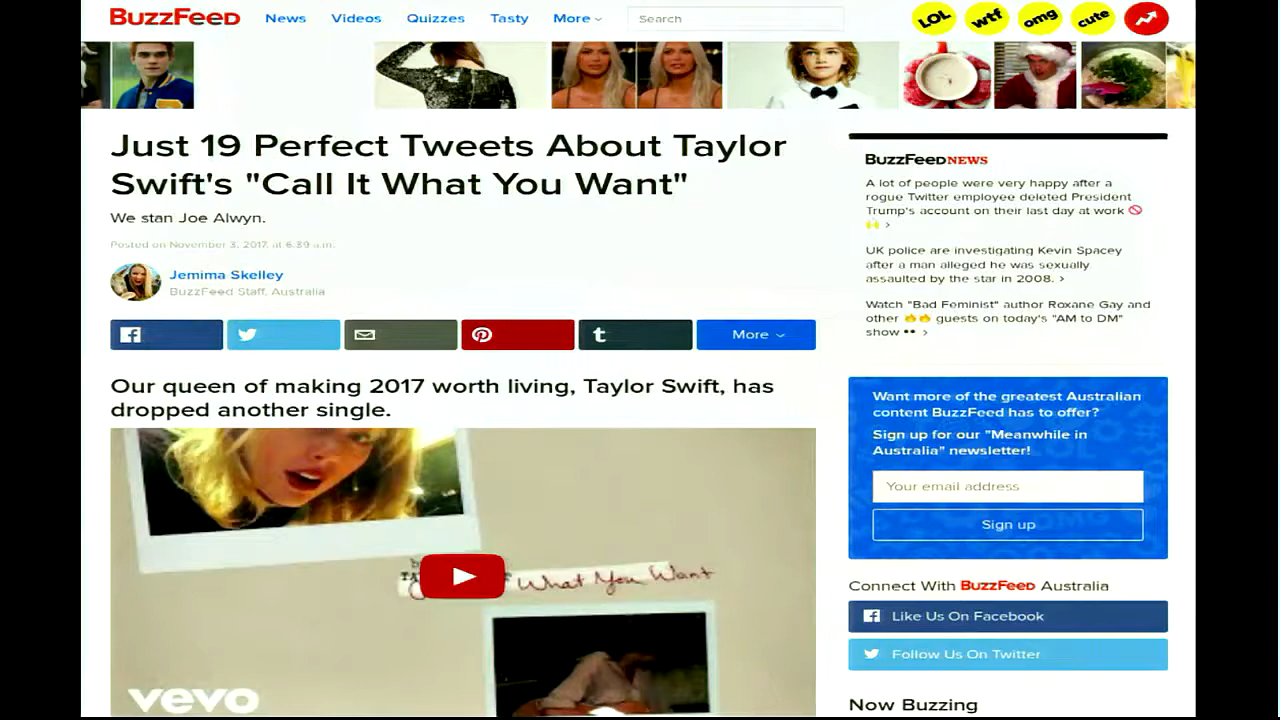 BuzzFeed News Videos Quizzes Tasty More Search LOL wtf omg cute
Just 19 Perfect Tweets About Taylor
Swift's "Call It What You Want"
We stan Joe Alwyn.
Posted on November 3, 2017, at 6:39 a.m.
Jemima Skelley
BuzzFeed Staff, Australia
More
Our queen of making 2017 worth living, Taylor Swift, has
dropped another single.
What You Want
vevo
BuzzFeed NEWS
A lot of people were very happy after a
rogue Twitter employee deleted President
Trump's account on their last day at work 🚫
🙌 ›
UK police are investigating Kevin Spacey
after a man alleged he was sexually
assaulted by the star in 2008. ›
Watch "Bad Feminist" author Roxane Gay and
other 🔥🔥 guests on today's "AM to DM"
show 👀 ›
Want more of the greatest Australian
content BuzzFeed has to offer?
Sign up for our "Meanwhile in
Australia" newsletter!
Your email address
Sign up
Connect With BuzzFeed Australia
Like Us On Facebook
Follow Us On Twitter
Now Buzzing